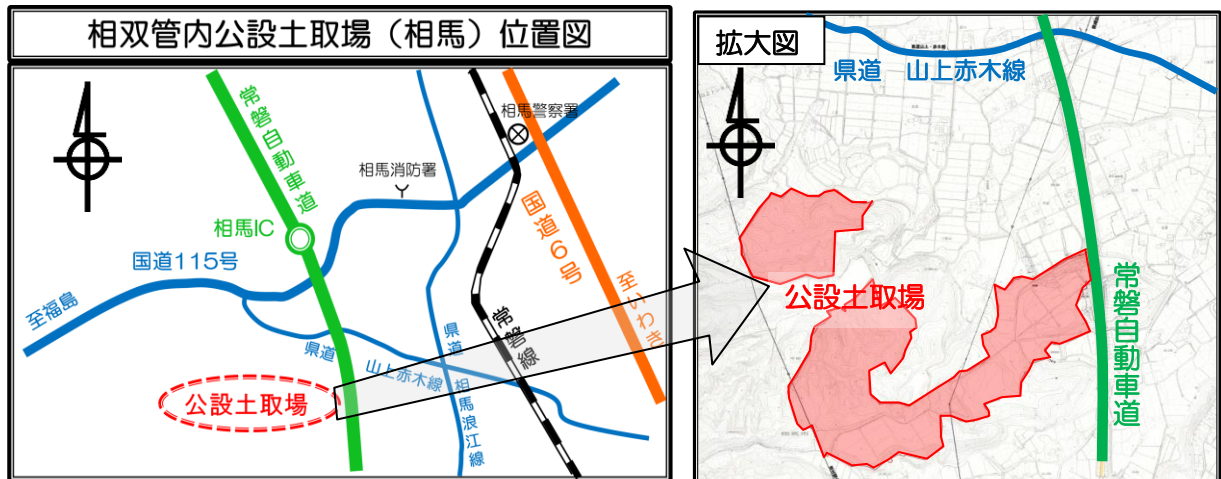 相双管内公設土取場（相馬）位置図
常磐自動車道
相馬警察署
相馬消防署
相馬IC
国道115号
至福島
国道６号
至いわき
常磐線
県道
山上赤木線
県道
相馬浪江線
公設土取場
拡大図
県道　山上赤木線
公設土取場
常磐自動車道